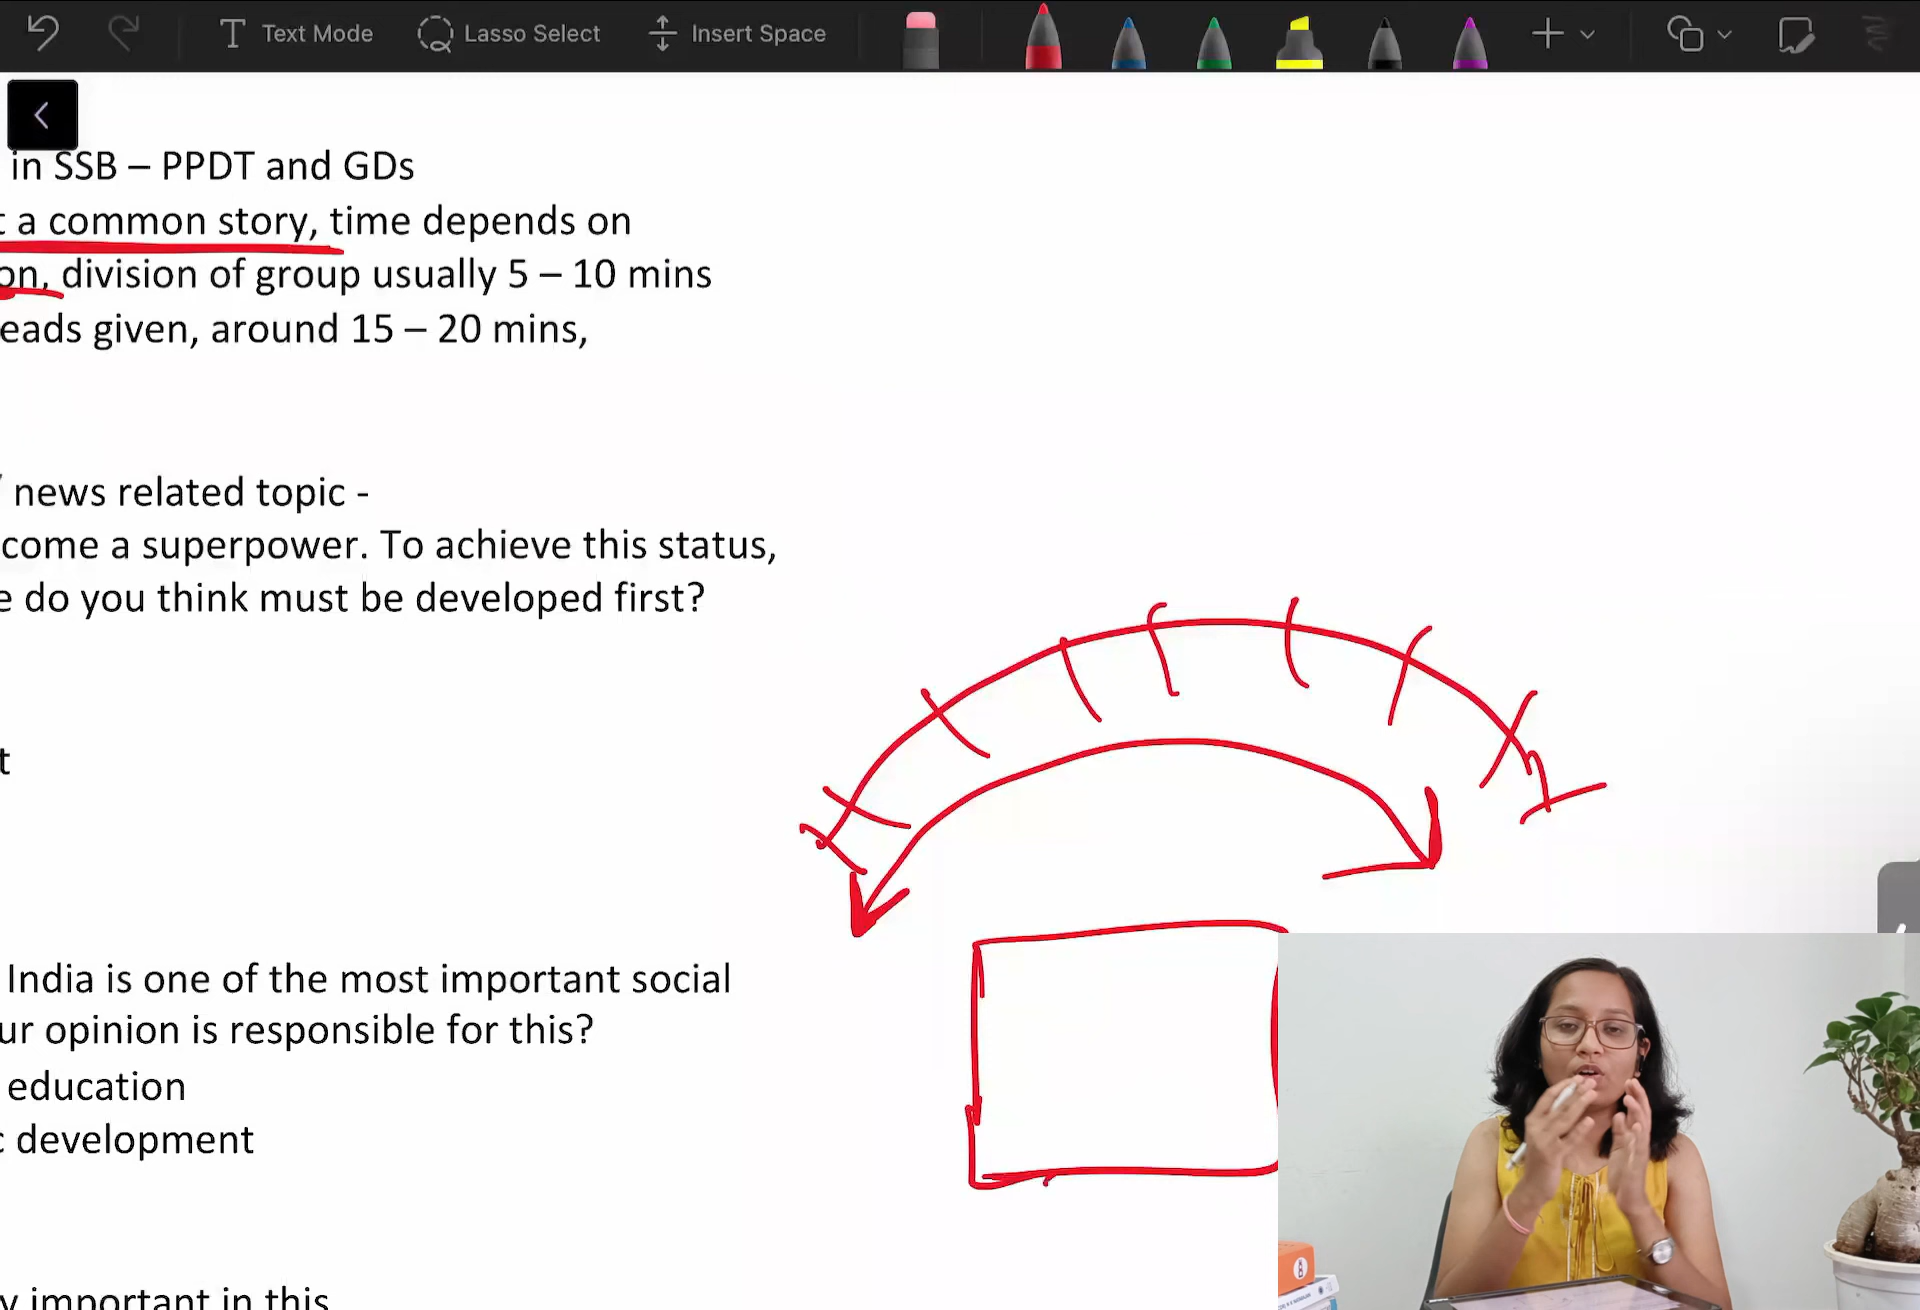 Text Mode Lasso Select Insert Space
in SSB – PPDT and GDs
a common story, time depends on
on, division of group usually 5 – 10 mins
eads given, around 15 – 20 mins,
news related topic -
come a superpower. To achieve this status,
e do you think must be developed first?
t
India is one of the most important social
ur opinion is responsible for this?
education
c development
y important in this